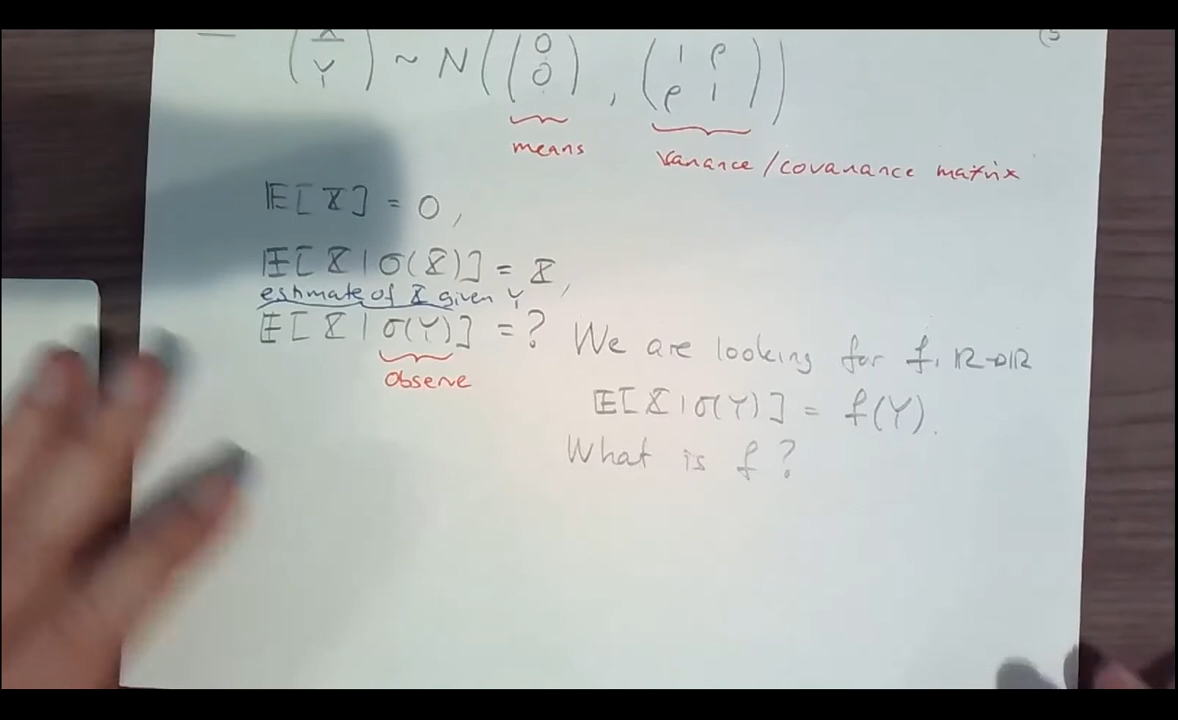 (X Y) ~ N((0 0), (1 ρ ρ 1))
means
variance/covariance matrix
E[X] = 0,
E[X|σ(X)] = X,
estimate of X given Y
E[X|σ(Y)] = ? We are looking for f: R→R
observe
E[X|σ(Y)] = f(Y).
What is f?